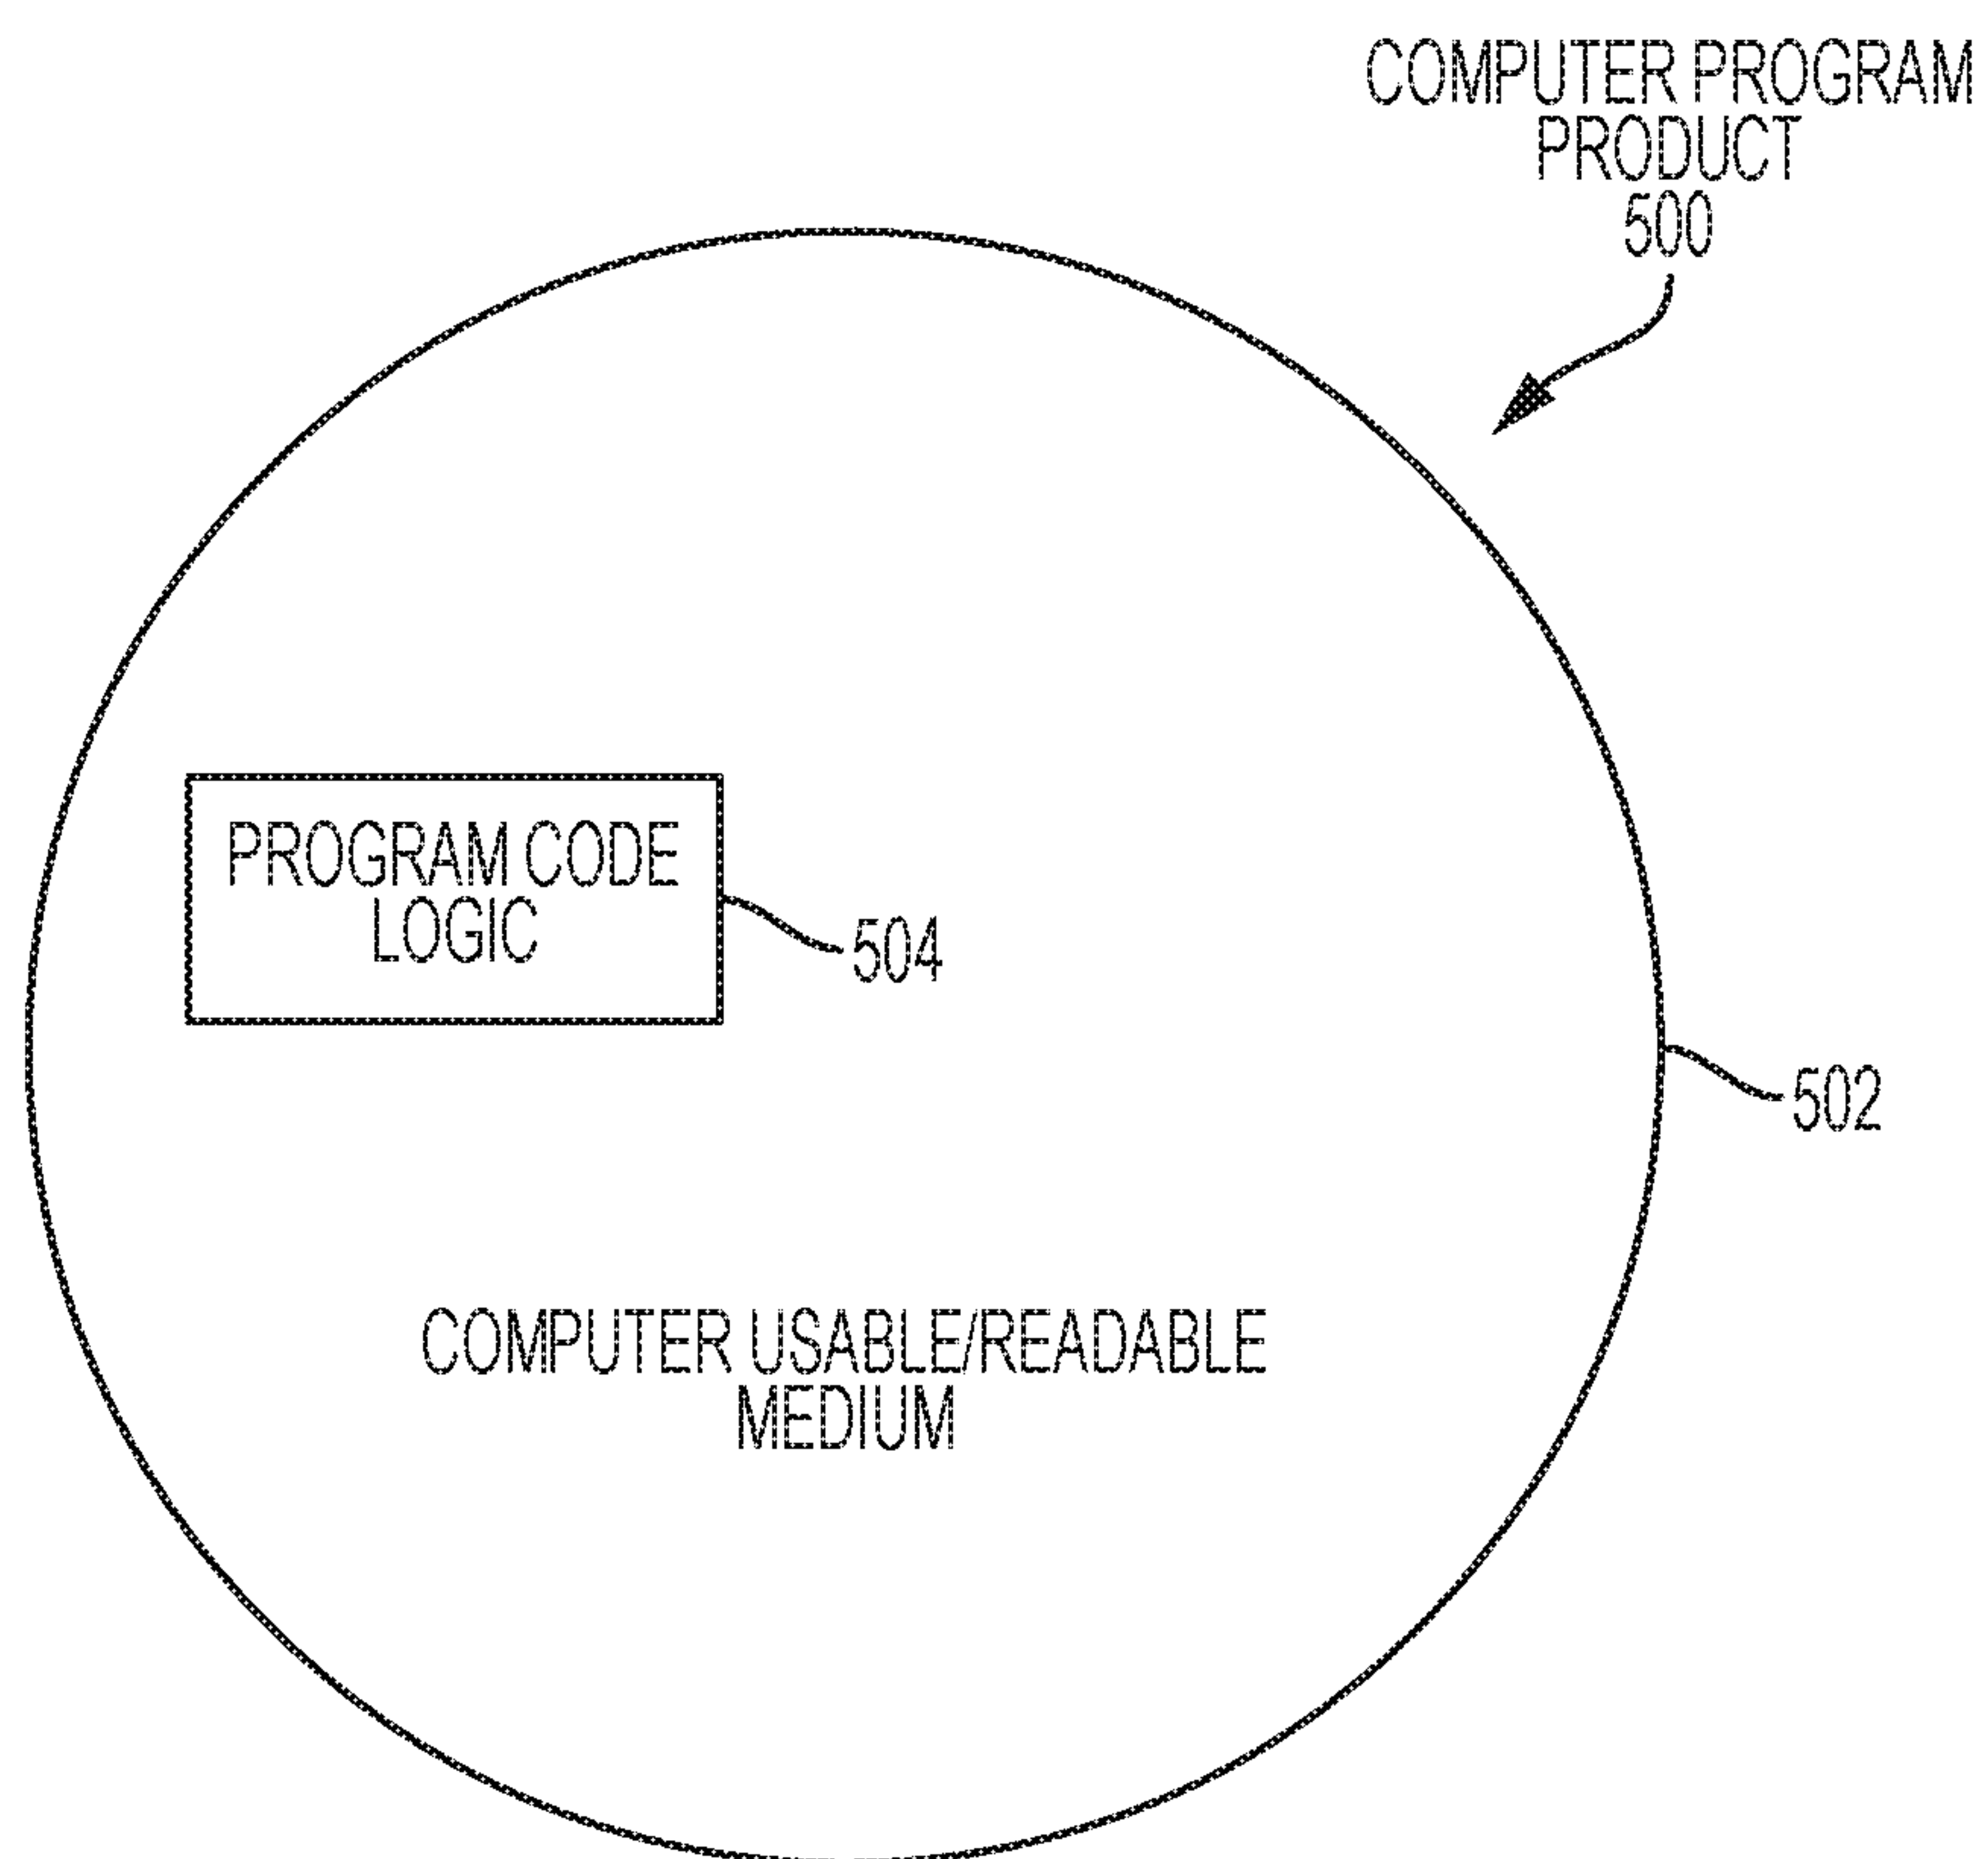 COMPUTER PROGRAM
PRODUCT
500
PROGRAM CODE
LOGIC
504
502
COMPUTER USABLE/READABLE
MEDIUM